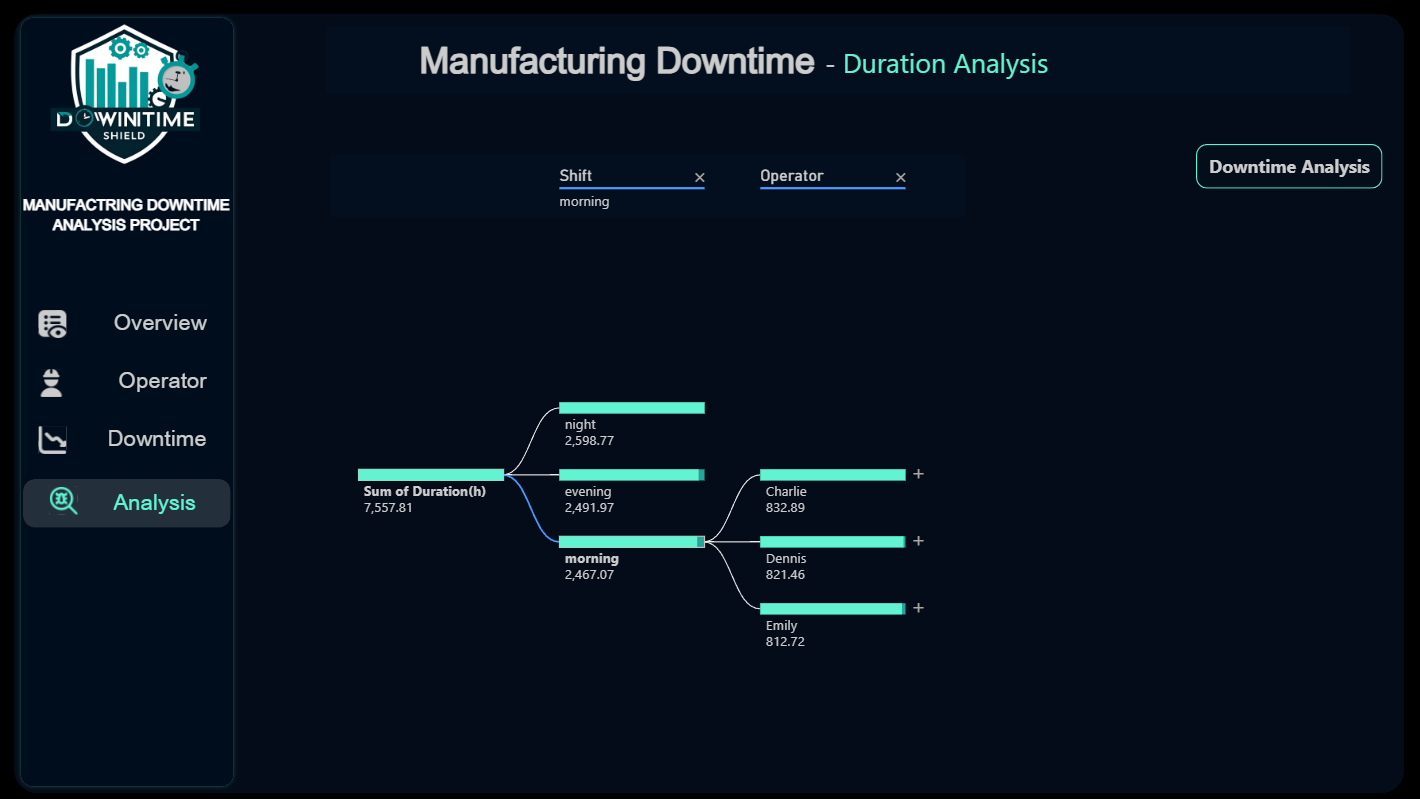 DOWNITIME
SHIELD
MANUFACTRING DOWNTIME
ANALYSIS PROJECT
Overview
Operator
Downtime
Analysis
Manufacturing Downtime - Duration Analysis
Downtime Analysis
Shift × Operator ×
morning
night
2,598.77
Sum of Duration(h)
7,557.81
evening
2,491.97
morning
2,467.07
Charlie +
832.89
Dennis +
821.46
Emily +
812.72